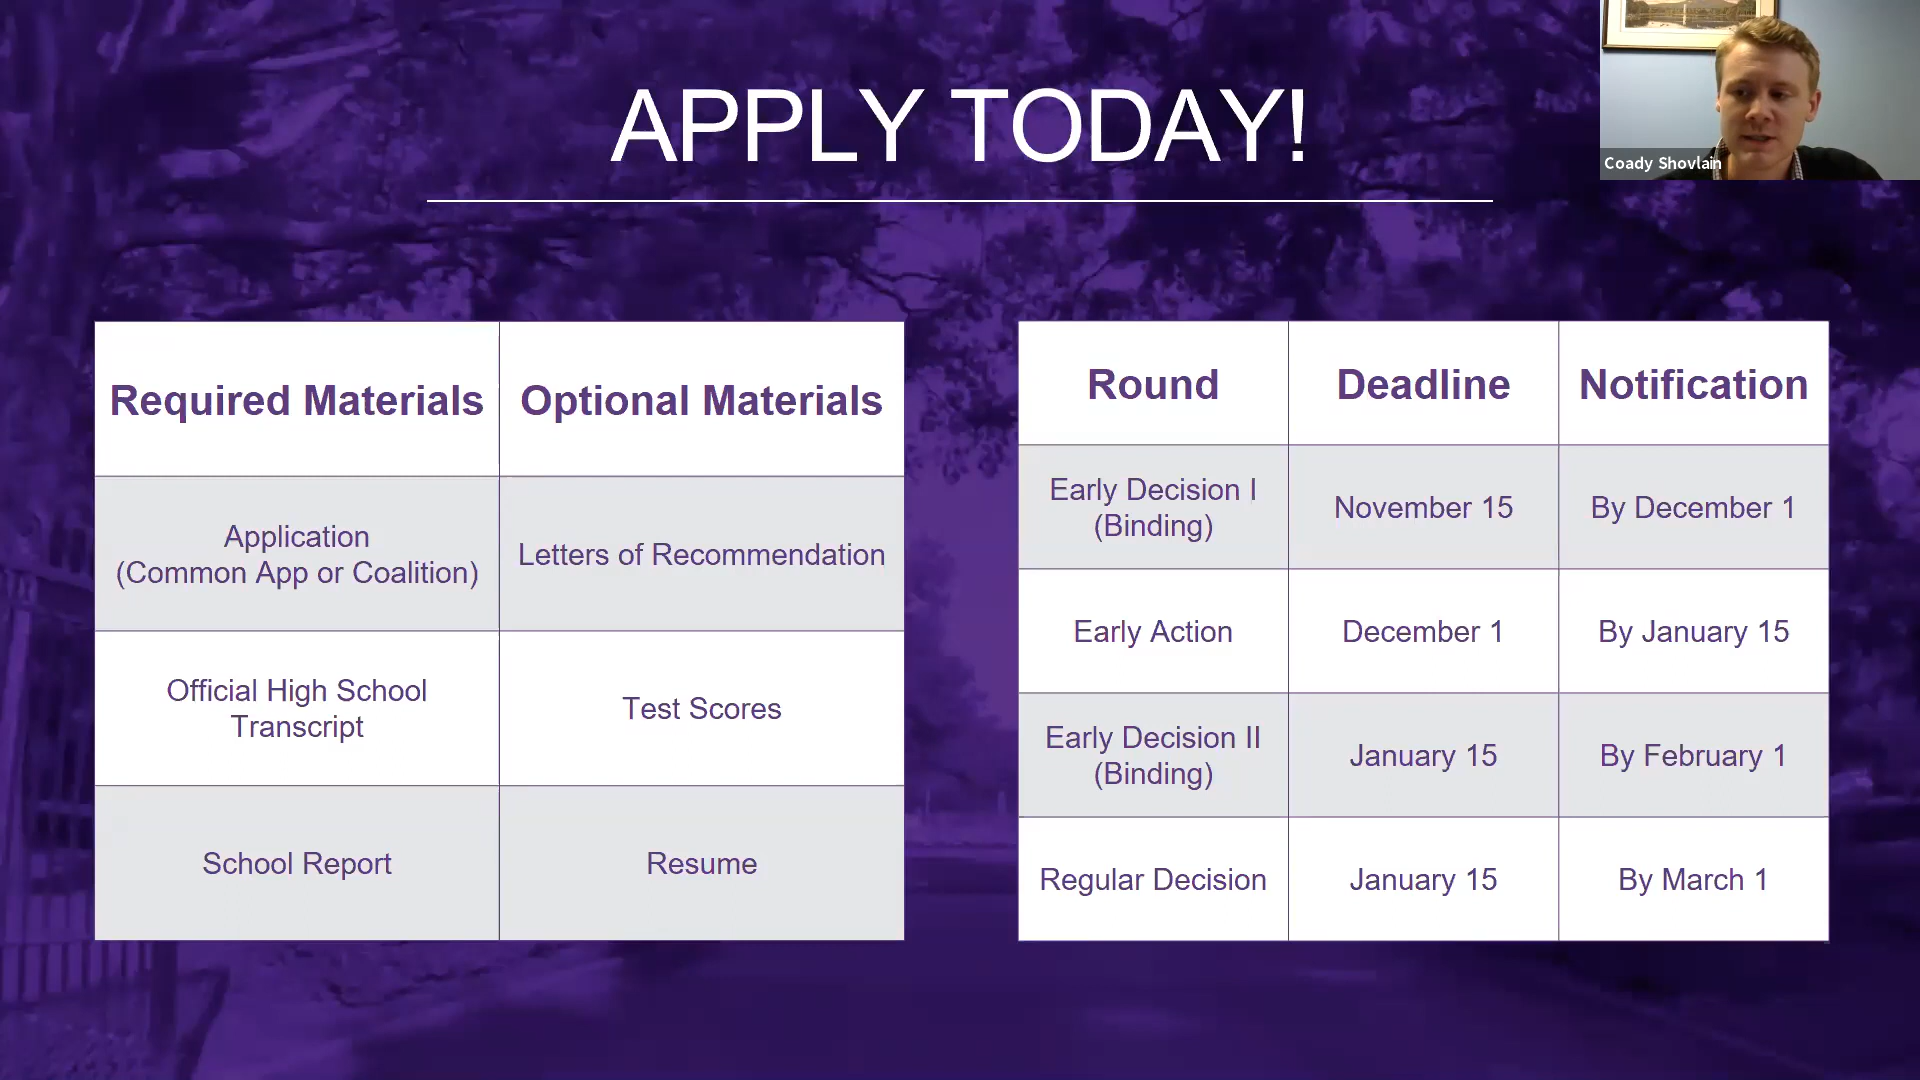 APPLY TODAY!
Coady Shovlain
Required Materials
Optional Materials
Application
(Common App or Coalition)
Letters of Recommendation
Official High School
Transcript
Test Scores
School Report
Resume
Round
Deadline
Notification
Early Decision I
(Binding)
November 15
By December 1
Early Action
December 1
By January 15
Early Decision II
(Binding)
January 15
By February 1
Regular Decision
January 15
By March 1